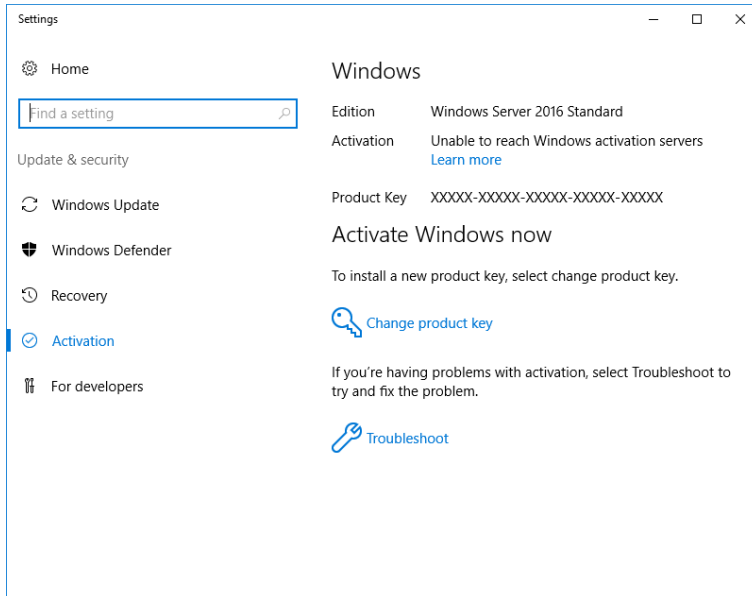 Settings
Home
Find a setting
Update & security
Windows Update
Windows Defender
Recovery
Activation
For developers
Windows
Edition Windows Server 2016 Standard
Activation Unable to reach Windows activation servers
Learn more
Product Key XXXXX-XXXXX-XXXXX-XXXXX-XXXXX
Activate Windows now
To install a new product key, select change product key.
Change product key
If you're having problems with activation, select Troubleshoot to
try and fix the problem.
Troubleshoot